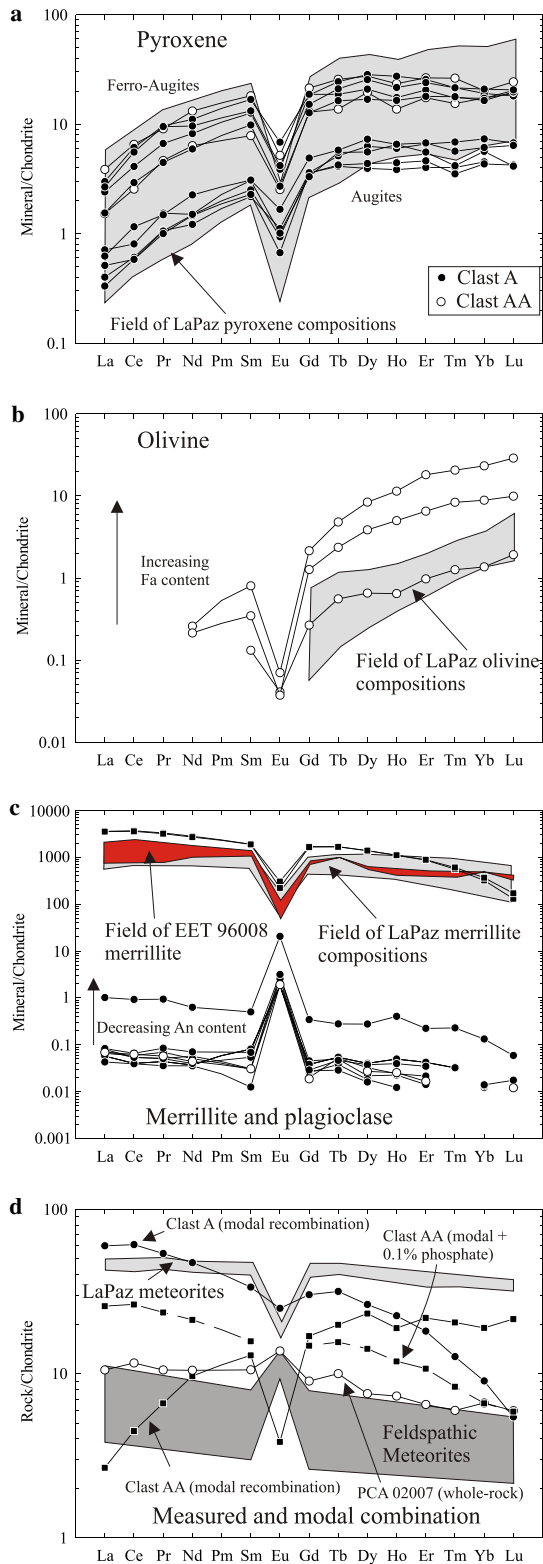 a
Pyroxene
Ferro-Augites
Augites
Clast A
Clast AA
Field of LaPaz pyroxene compositions
Mineral/Chondrite
100
10
1
0.1
La Ce Pr Nd Pm Sm Eu Gd Tb Dy Ho Er Tm Yb Lu
b
Olivine
Increasing
Fa content
Field of LaPaz olivine
compositions
Mineral/Chondrite
100
10
1
0.1
0.01
La Ce Pr Nd Pm Sm Eu Gd Tb Dy Ho Er Tm Yb Lu
c
Field of EET 96008
merrillite
Field of LaPaz merrillite
compositions
Decreasing An content
Merrillite and plagioclase
Mineral/Chondrite
10000
1000
100
10
1
0.1
0.01
0.001
La Ce Pr Nd Pm Sm Eu Gd Tb Dy Ho Er Tm Yb Lu
d
Clast A (modal recombination)
Clast AA (modal +
0.1% phosphate)
LaPaz meteorites
Feldspathic
Meteorites
Clast AA (modal recombination)
PCA 02007 (whole-rock)
Measured and modal combination
Rock/Chondrite
100
10
1
La Ce Pr Nd Pm Sm Eu Gd Tb Dy Ho Er Tm Yb Lu